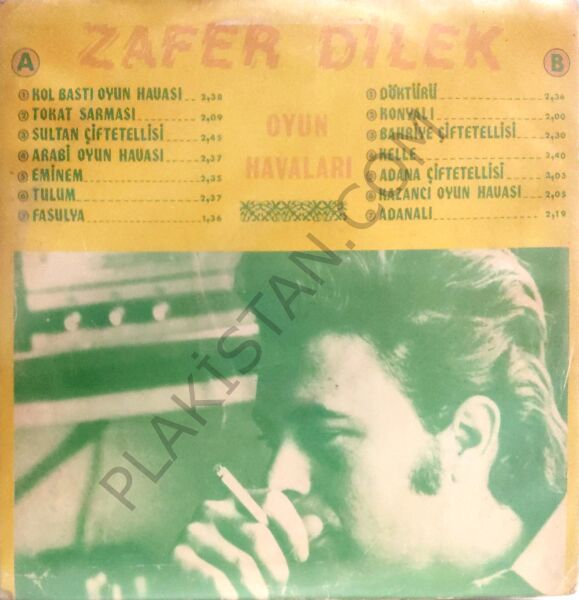 ZAFER DİLEK
A
B
1 KOL BASTI OYUN HAVASI 2,38
2 TOKAT SARMASI 2,09
3 SULTAN ÇİFTETELLİSİ 2,45
4 ARABİ OYUN HAVASI 2,37
5 EMİNEM 2,35
6 TULUM 2,37
7 FASULYA 1,36
OYUN
HAVALARI
1 DÖKTÜRÜ 2,36
2 KONYALI 2,00
3 BAHRİYE ÇİFTETELLİSİ 2,30
4 KELLE 2,40
5 ADANA ÇİFTETELLİSİ 2,03
6 KAZANCI OYUN HAVASI 2,05
7 ADANALI 2,19
PLAKİSTAN.COM